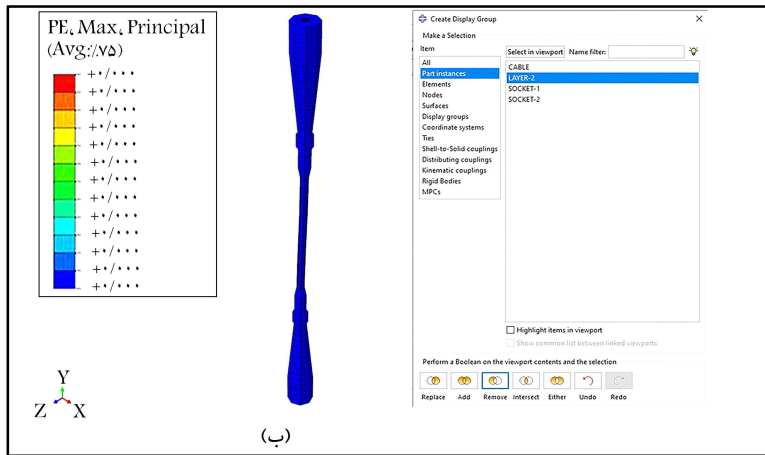 PE, Max. Principal
(Avg:٪۷۵)
+۰/۰۰۰
+۰/۰۰۰
+۰/۰۰۰
+۰/۰۰۰
+۰/۰۰۰
+۰/۰۰۰
+۰/۰۰۰
+۰/۰۰۰
+۰/۰۰۰
+۰/۰۰۰
+۰/۰۰۰
+۰/۰۰۰
+۰/۰۰۰
Y
Z X
(ب)
Create Display Group
Make a Selection
Item
All
Part instances
Elements
Nodes
Surfaces
Display groups
Coordinate systems
Ties
Shell-to-Solid couplings
Distributing couplings
Kinematic couplings
Rigid Bodies
MPCs
Select in viewport Name filter:
CABLE
LAYER-2
SOCKET-1
SOCKET-2
Highlight items in viewport
Show common list between linked viewports
Perform a Boolean on the viewport contents and the selection
Replace Add Remove Intersect Either Undo Redo